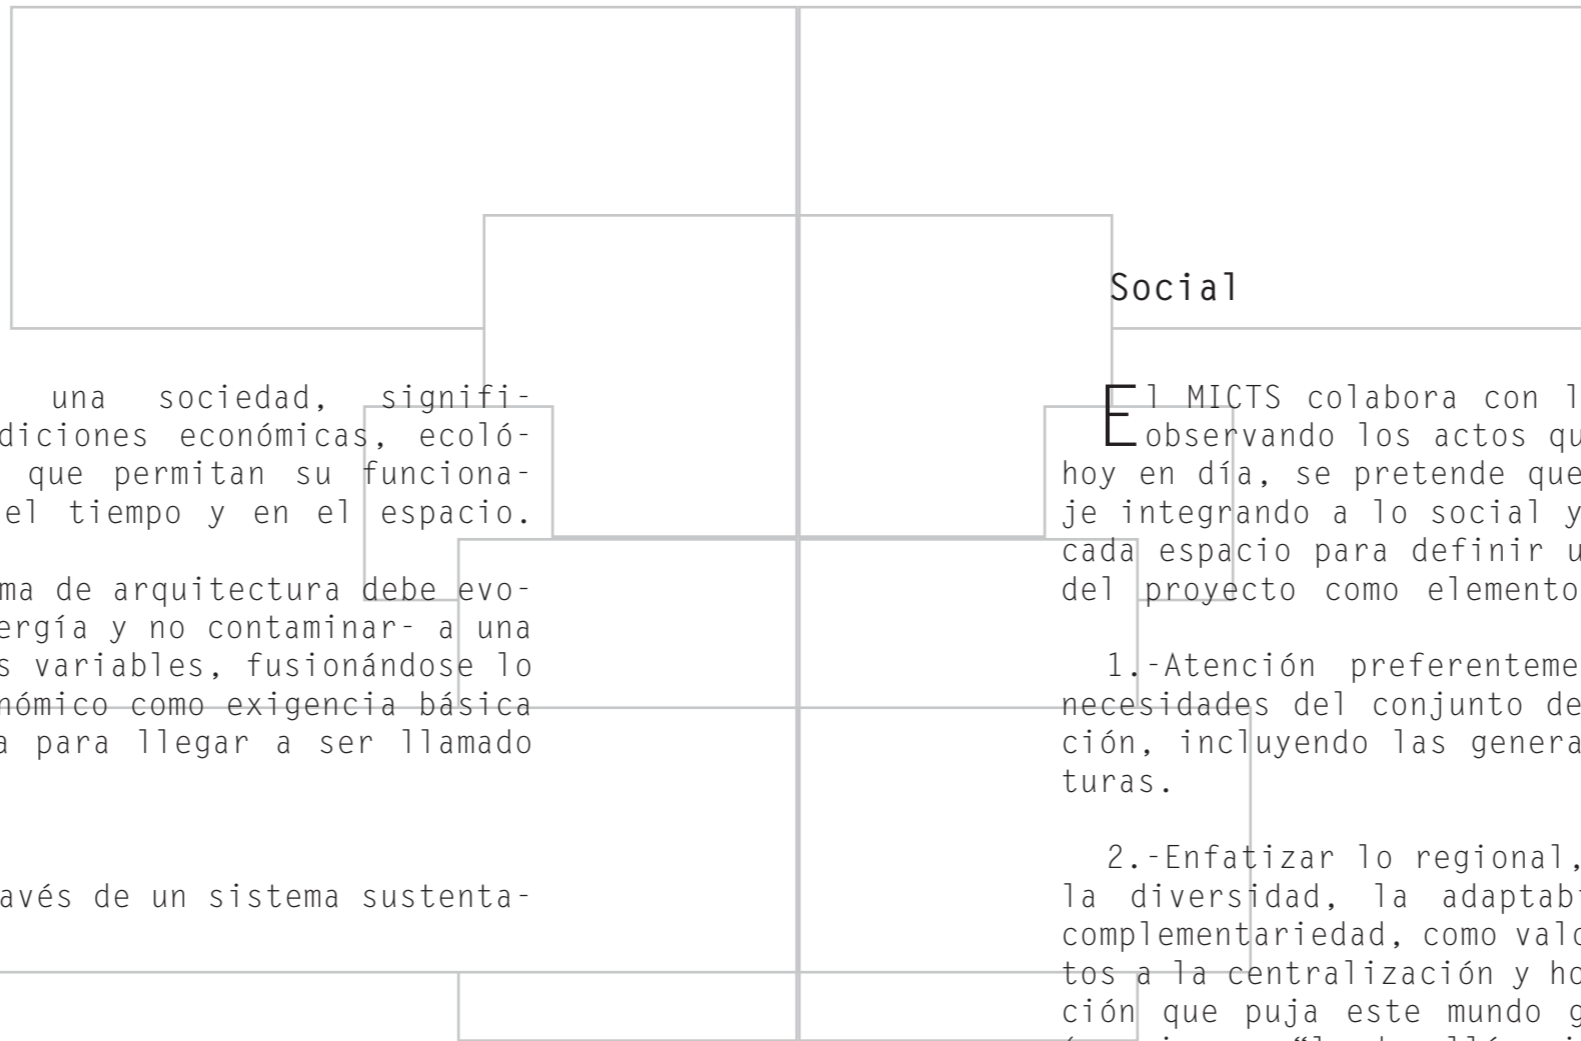 una sociedad, signifi-
diciones económicas, ecoló-
que permitan su funciona-
el tiempo y en el espacio.
ma de arquitectura debe evo-
ergía y no contaminar- a una
s variables, fusionándose lo
nómico como exigencia básica
a para llegar a ser llamado
avés de un sistema sustenta-
Social
El MICTS colabora con l
observando los actos qu
hoy en día, se pretende que
je integrando a lo social y
cada espacio para definir u
del proyecto como elemento
1.-Atención preferenteme
necesidades del conjunto de
ción, incluyendo las genera
turas.
2.-Enfatizar lo regional,
la diversidad, la adaptabi
complementariedad, como valo
tos a la centralización y ho
ción que puja este mundo g